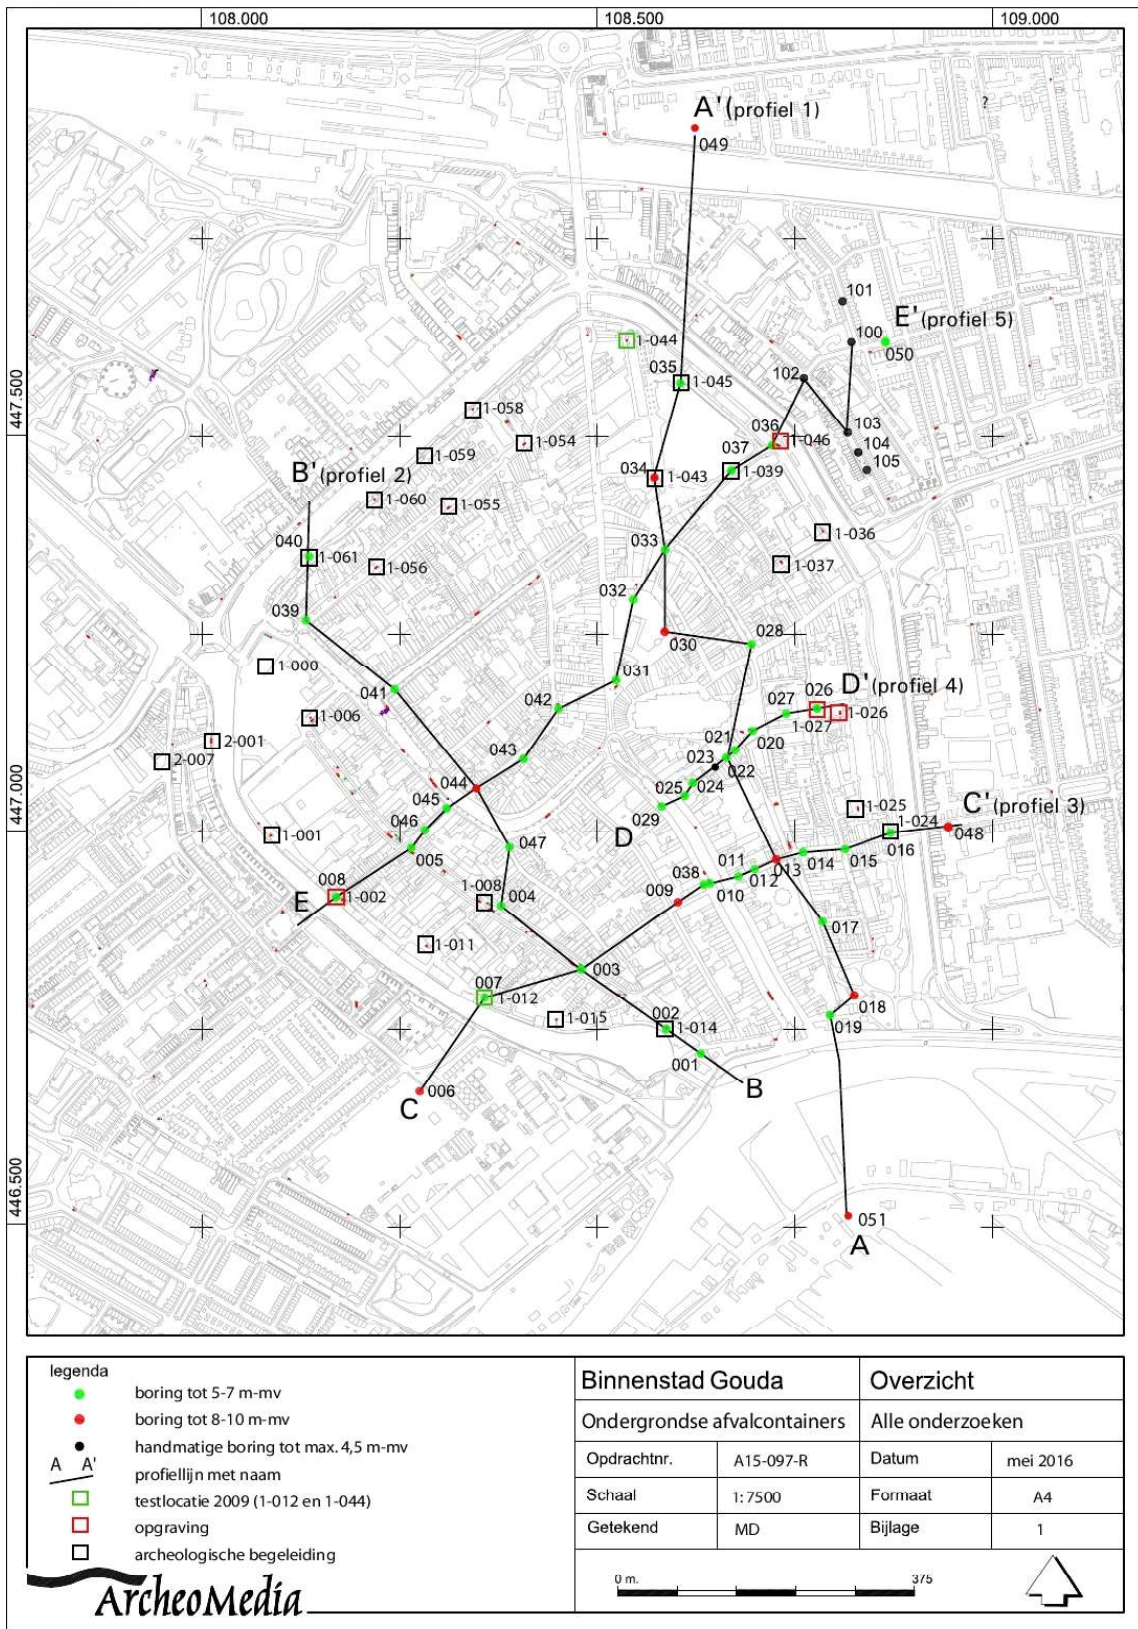 108.000
108.500
109.000
A' (profiel 1)
049
?
101
100
E' (profiel 5)
050
1-044
035
1-045
102
447.500
1-058
1-054
1-059
036
1-046
103
104
105
037
1-039
034
1-043
B' (profiel 2)
1-060
1-055
1-036
1-037
040
1-061
1-056
033
032
039
030
028
1-000
031
041
1-006
042
027
026
D' (profiel 4)
1-027
1-026
2-001
2-007
021
020
023
022
043
044
025
024
029
D
045
046
1-025
1-024
C' (profiel 3)
048
447.000
1-001
005
047
016
015
014
013
011
012
038
010
009
008
1-002
E
1-008
004
017
1-011
003
007
1-012
018
019
1-015
002
1-014
001
B
006
C
446.500
051
A
legenda
boring tot 5-7 m-mv
boring tot 8-10 m-mv
handmatige boring tot max. 4,5 m-mv
A A'
profiellijn met naam
testlocatie 2009 (1-012 en 1-044)
opgraving
archeologische begeleiding
ArcheoMedia
Binnenstad Gouda
Overzicht
Ondergrondse afvalcontainers
Alle onderzoeken
Opdrachtnr.
A15-097-R
Datum
mei 2016
Schaal
1: 7500
Formaat
A4
Getekend
MD
Bijlage
1
0 m.
375